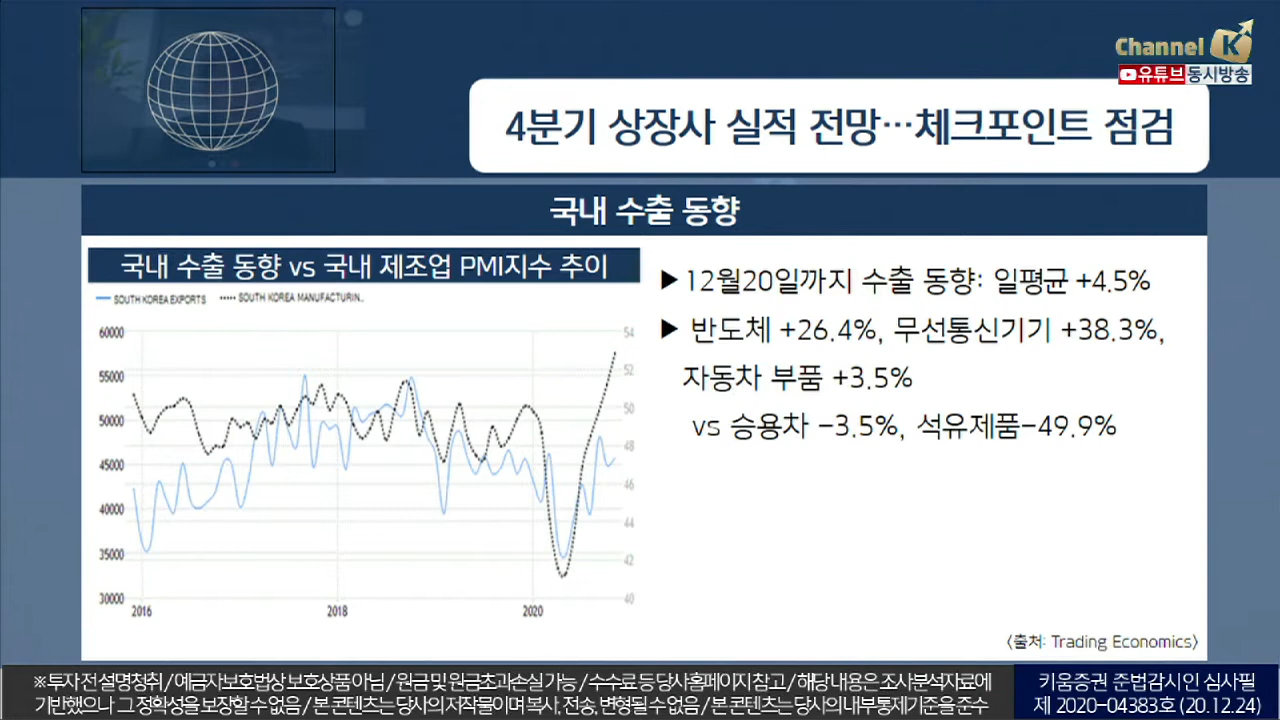 Channel K
유튜브 동시방송
4분기 상장사 실적 전망…체크포인트 점검
국내 수출 동향
국내 수출 동향 vs 국내 제조업 PMI지수 추이
SOUTH KOREA EXPORTS
SOUTH KOREA MANUFACTURIN..
60000
55000
50000
45000
40000
35000
30000
54
52
50
48
46
44
42
40
2016
2018
2020
▶12월20일까지 수출 동향: 일평균 +4.5%
▶ 반도체 +26.4%, 무선통신기기 +38.3%,
자동차 부품 +3.5%
vs 승용차 -3.5%, 석유제품-49.9%
<출처: Trading Economics>
※ 투자 전 설명청취 / 예금자보호법상 보호상품 아님 / 원금 및 원금초과손실 가능 / 수수료 등 당사홈페이지 참고 / 해당 내용은 조사분석자료에
기반했으나 그 정확성을 보장할 수 없음 / 본 콘텐츠는 당사의 저작물이며 복사, 전송, 변형될 수 없음 / 본 콘텐츠는 당사의 내부통제기준을 준수
키움증권 준법감시인 심사필
제 2020-04383호 (20.12.24)